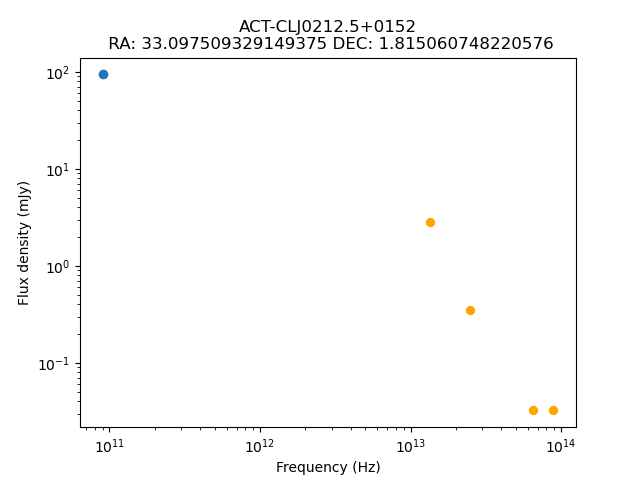 ACT-CLJ0212.5+0152
RA: 33.097509329149375 DEC: 1.815060748220576
Flux density (mJy)
10²
10¹
10⁰
10⁻¹
10¹¹
10¹²
10¹³
10¹⁴
Frequency (Hz)